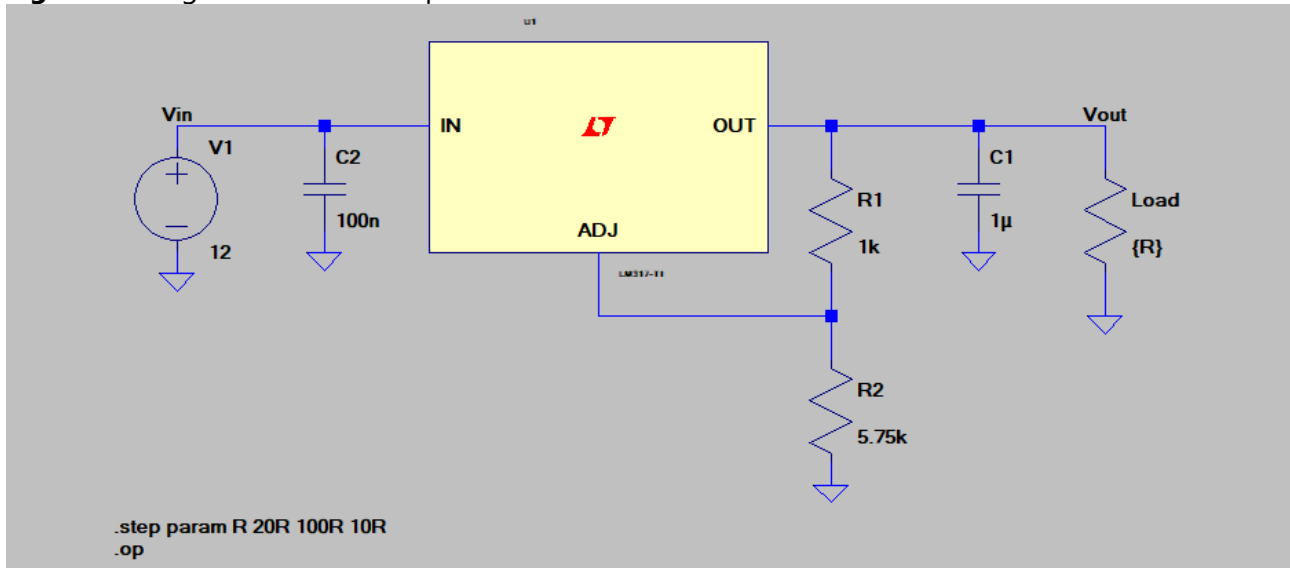 U1
Vin
V1
12
C2
100n
IN
OUT
ADJ
LM317-TI
R1
1k
C1
1µ
Vout
Load
{R}
R2
5.75k
.step param R 20R 100R 10R
.op